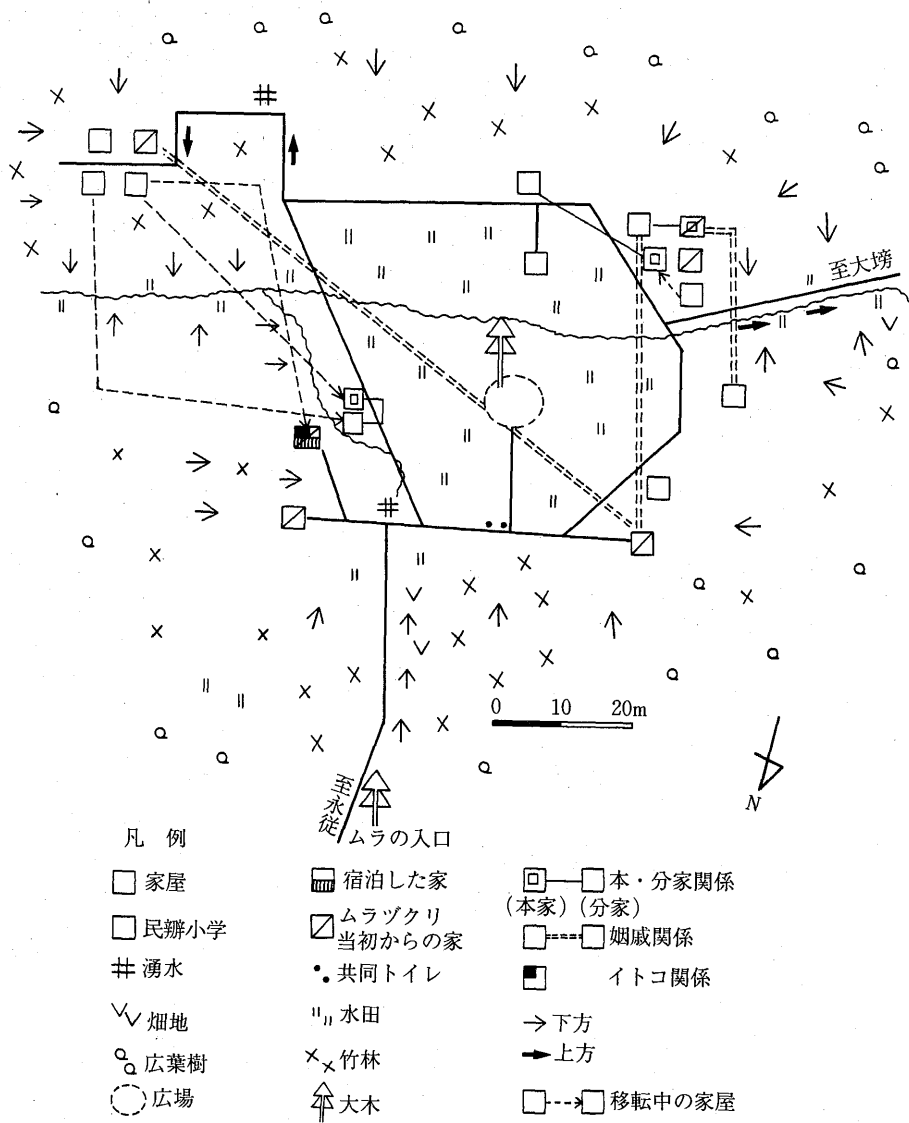 至大塝
0 10 20m
N
至永従
ムラの入口
凡 例
家屋
民辦小学
湧水
畑地
広葉樹
広場
宿泊した家
ムラヅクリ
当初からの家
共同トイレ
水田
竹林
大木
本・分家関係
(本家)(分家)
姻戚関係
イトコ関係
下方
上方
移転中の家屋